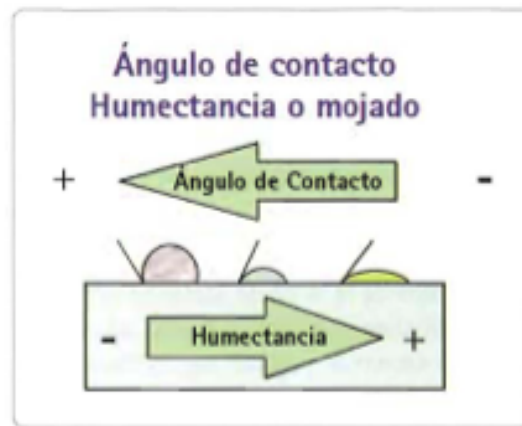 Ángulo de contacto
Humectancia o mojado
+ Ángulo de Contacto -
- Humectancia +